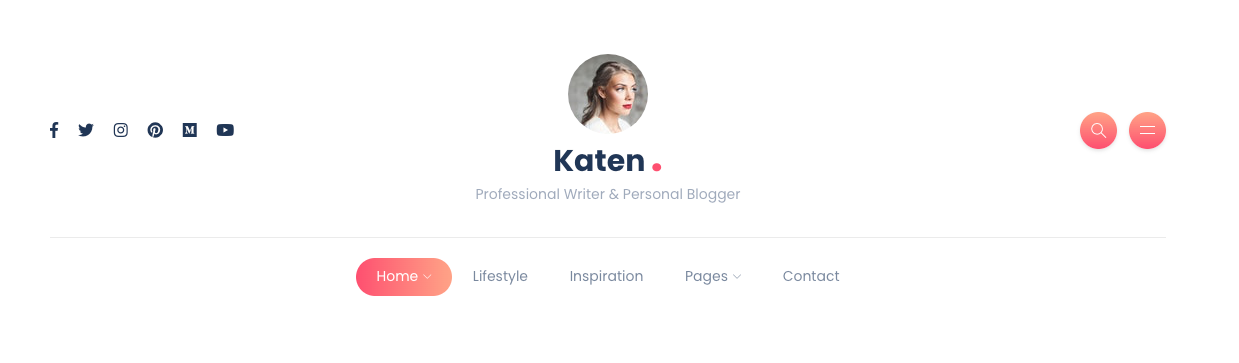 Katen.
Professional Writer & Personal Blogger
Home Lifestyle Inspiration Pages Contact